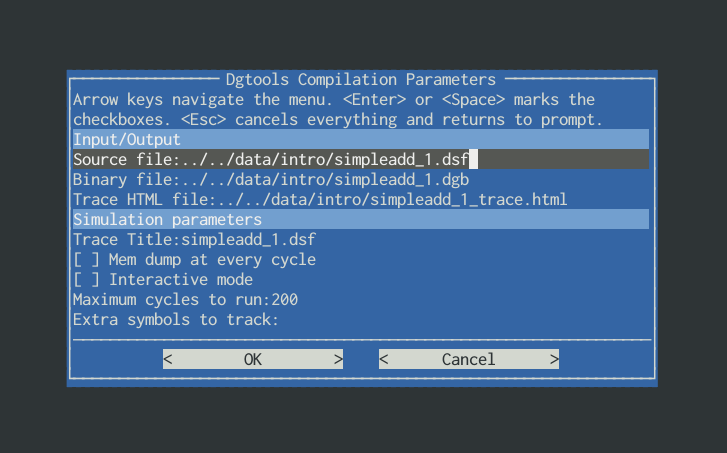 Dgtools Compilation Parameters
Arrow keys navigate the menu. <Enter> or <Space> marks the
checkboxes. <Esc> cancels everything and returns to prompt.
Input/Output
Source file:../../data/intro/simpleadd_1.dsf
Binary file:../../data/intro/simpleadd_1.dgb
Trace HTML file:../../data/intro/simpleadd_1_trace.html
Simulation parameters
Trace Title:simpleadd_1.dsf
[ ] Mem dump at every cycle
[ ] Interactive mode
Maximum cycles to run:200
Extra symbols to track:
< OK > < Cancel >